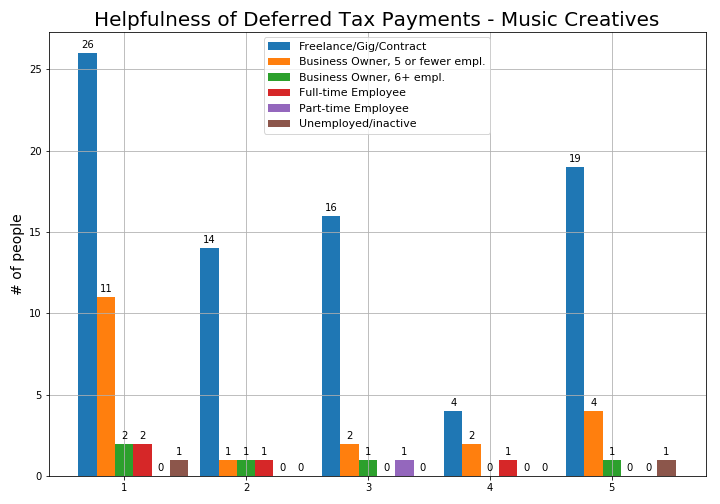 Helpfulness of Deferred Tax Payments - Music Creatives
Freelance/Gig/Contract
Business Owner, 5 or fewer empl.
Business Owner, 6+ empl.
Full-time Employee
Part-time Employee
Unemployed/inactive
# of people
25
20
15
10
5
0
26 11 2 2 0 1
14 1 1 1 0 0
16 2 1 0 1 0
4 2 0 1 0 0
19 4 1 0 0 1
1 2 3 4 5